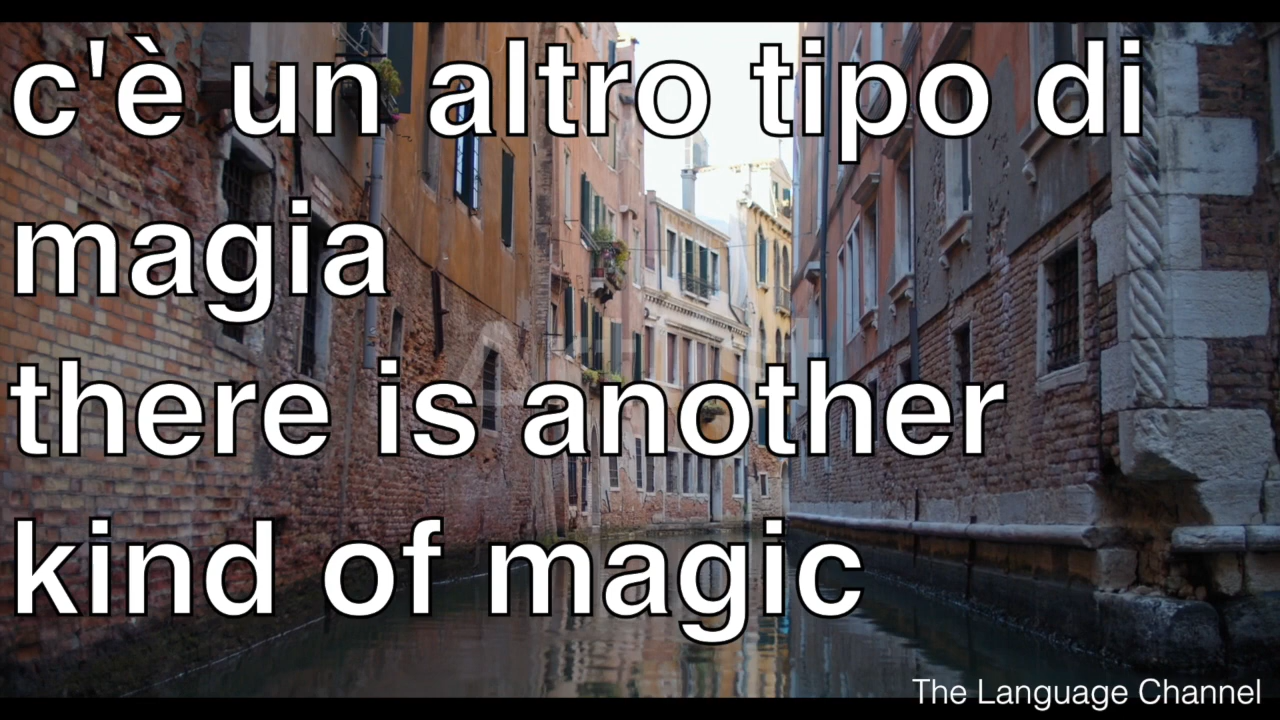 c'è un altro tipo di
magia
there is another
kind of magic
The Language Channel